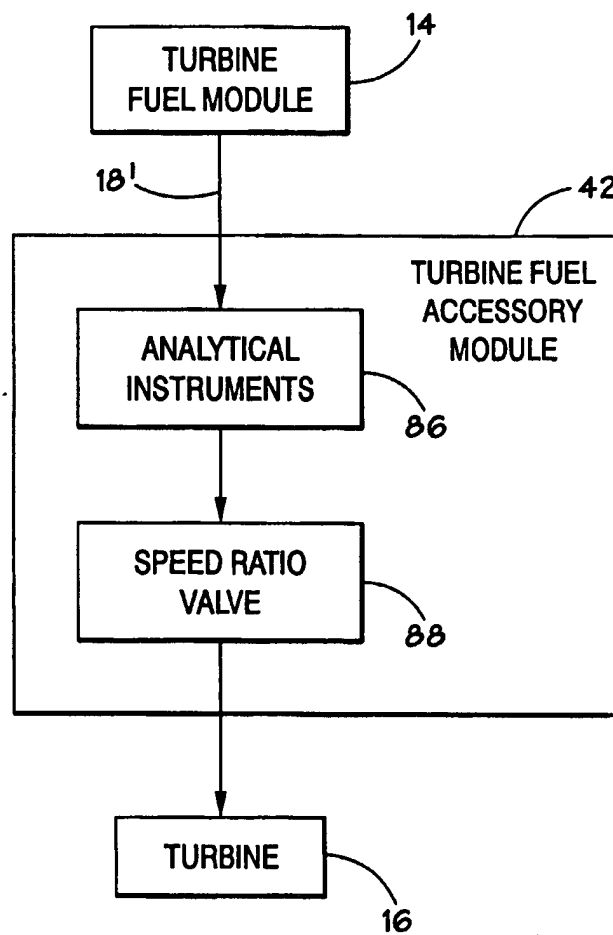 14
TURBINE
FUEL MODULE
18'
42
TURBINE FUEL
ACCESSORY
MODULE
ANALYTICAL
INSTRUMENTS
86
SPEED RATIO
VALVE
88
TURBINE
16